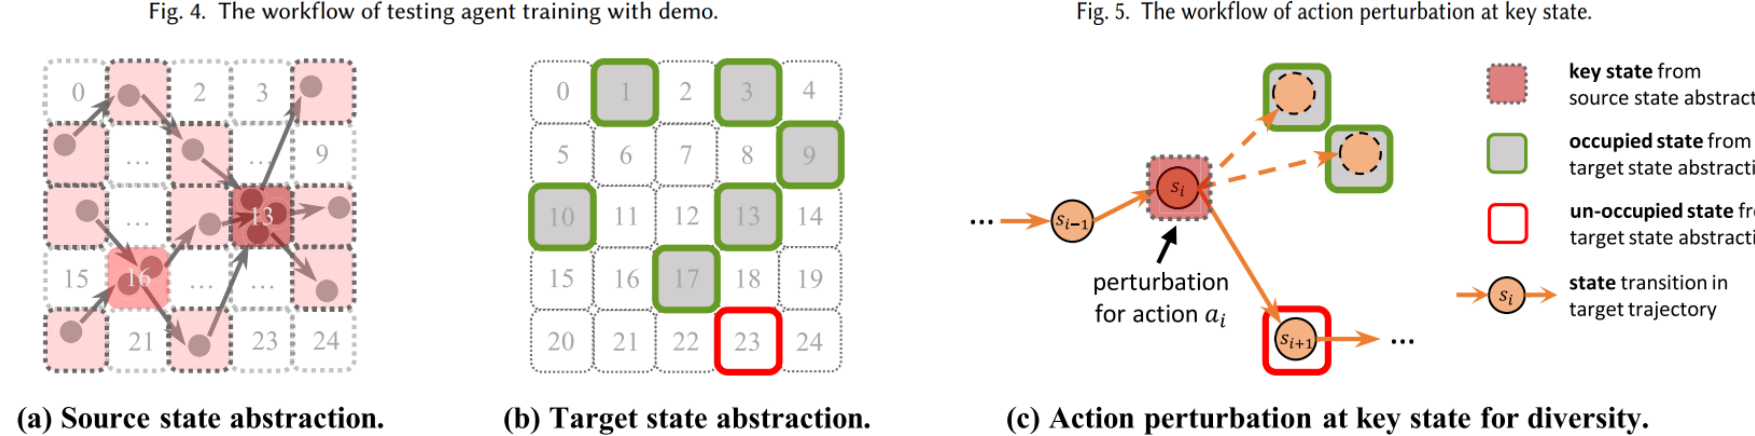 Fig. 4. The workflow of testing agent training with demo.
Fig. 5. The workflow of action perturbation at key state.
0 2 3
... ... 9
... 13
15 16 ... ...
21 23 24
(a) Source state abstraction.
0 1 2 3 4
5 6 7 8 9
10 11 12 13 14
15 16 17 18 19
20 21 22 23 24
(b) Target state abstraction.
... si−1 si
perturbation
for action ai
si+1 ...
key state from
source state abstract
occupied state from
target state abstracti
un-occupied state fr
target state abstracti
si state transition in
target trajectory
(c) Action perturbation at key state for diversity.